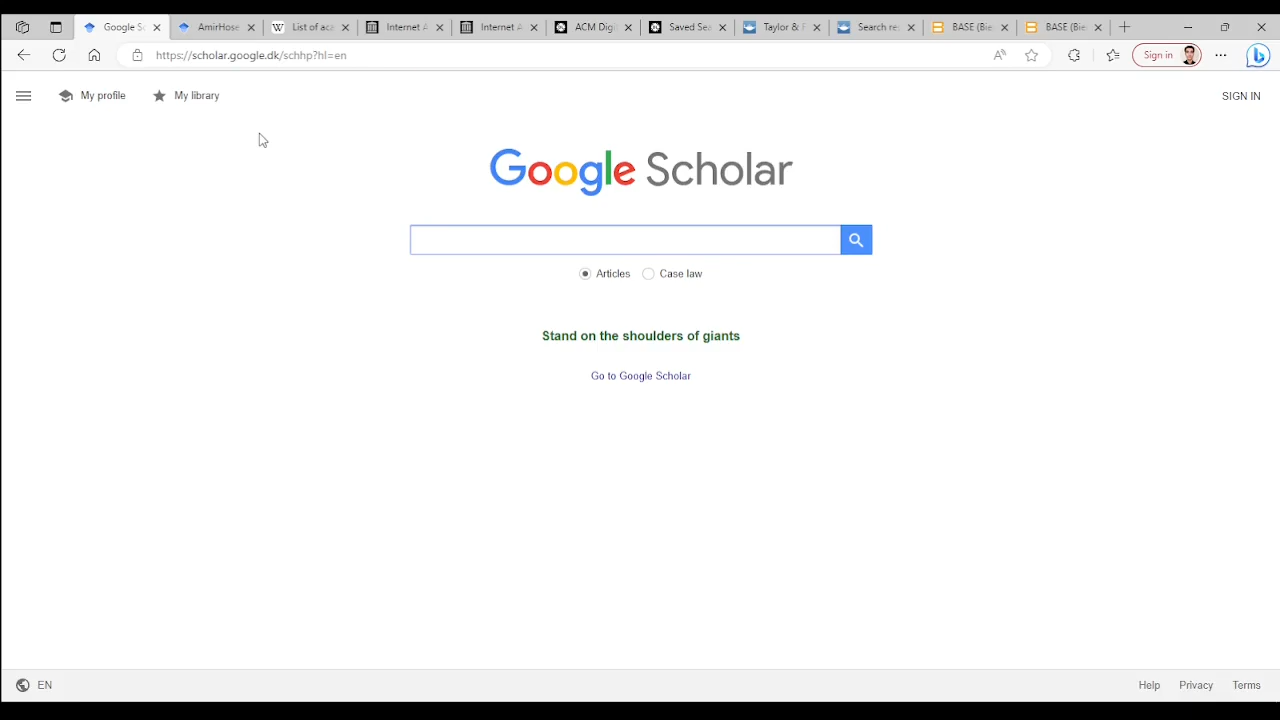 Google Sc
AmirHose
List of aca
Internet A
Internet A
ACM Digi
Saved Sea
Taylor & F
Search res
BASE (Bie
BASE (Bie
https://scholar.google.dk/schhp?hl=en
Sign in
My profile
My library
SIGN IN
Google Scholar
Articles
Case law
Stand on the shoulders of giants
Go to Google Scholar
EN
Help
Privacy
Terms